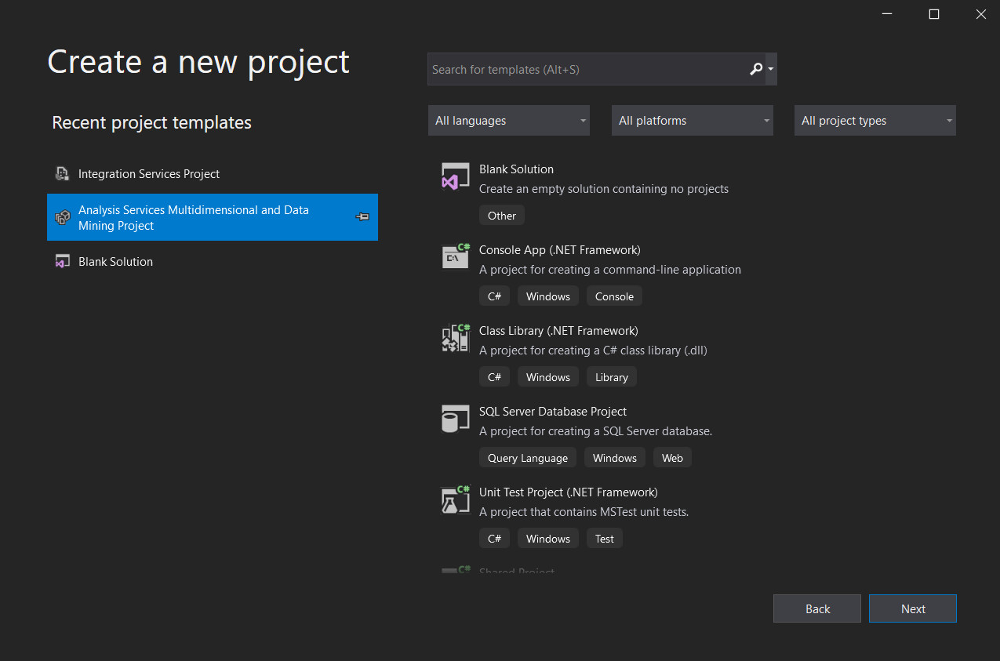 Create a new project
Search for templates (Alt+S)
Recent project templates
All languages
All platforms
All project types
Integration Services Project
Analysis Services Multidimensional and Data
Mining Project
Blank Solution
Blank Solution
Create an empty solution containing no projects
Other
C#
C:\
Console App (.NET Framework)
A project for creating a command-line application
C#
Windows
Console
C#
Class Library (.NET Framework)
A project for creating a C# class library (.dll)
C#
Windows
Library
SQL Server Database Project
A project for creating a SQL Server database.
Query Language
Windows
Web
C#
Unit Test Project (.NET Framework)
A project that contains MSTest unit tests.
C#
Windows
Test
C#
Shared Project
Back
Next